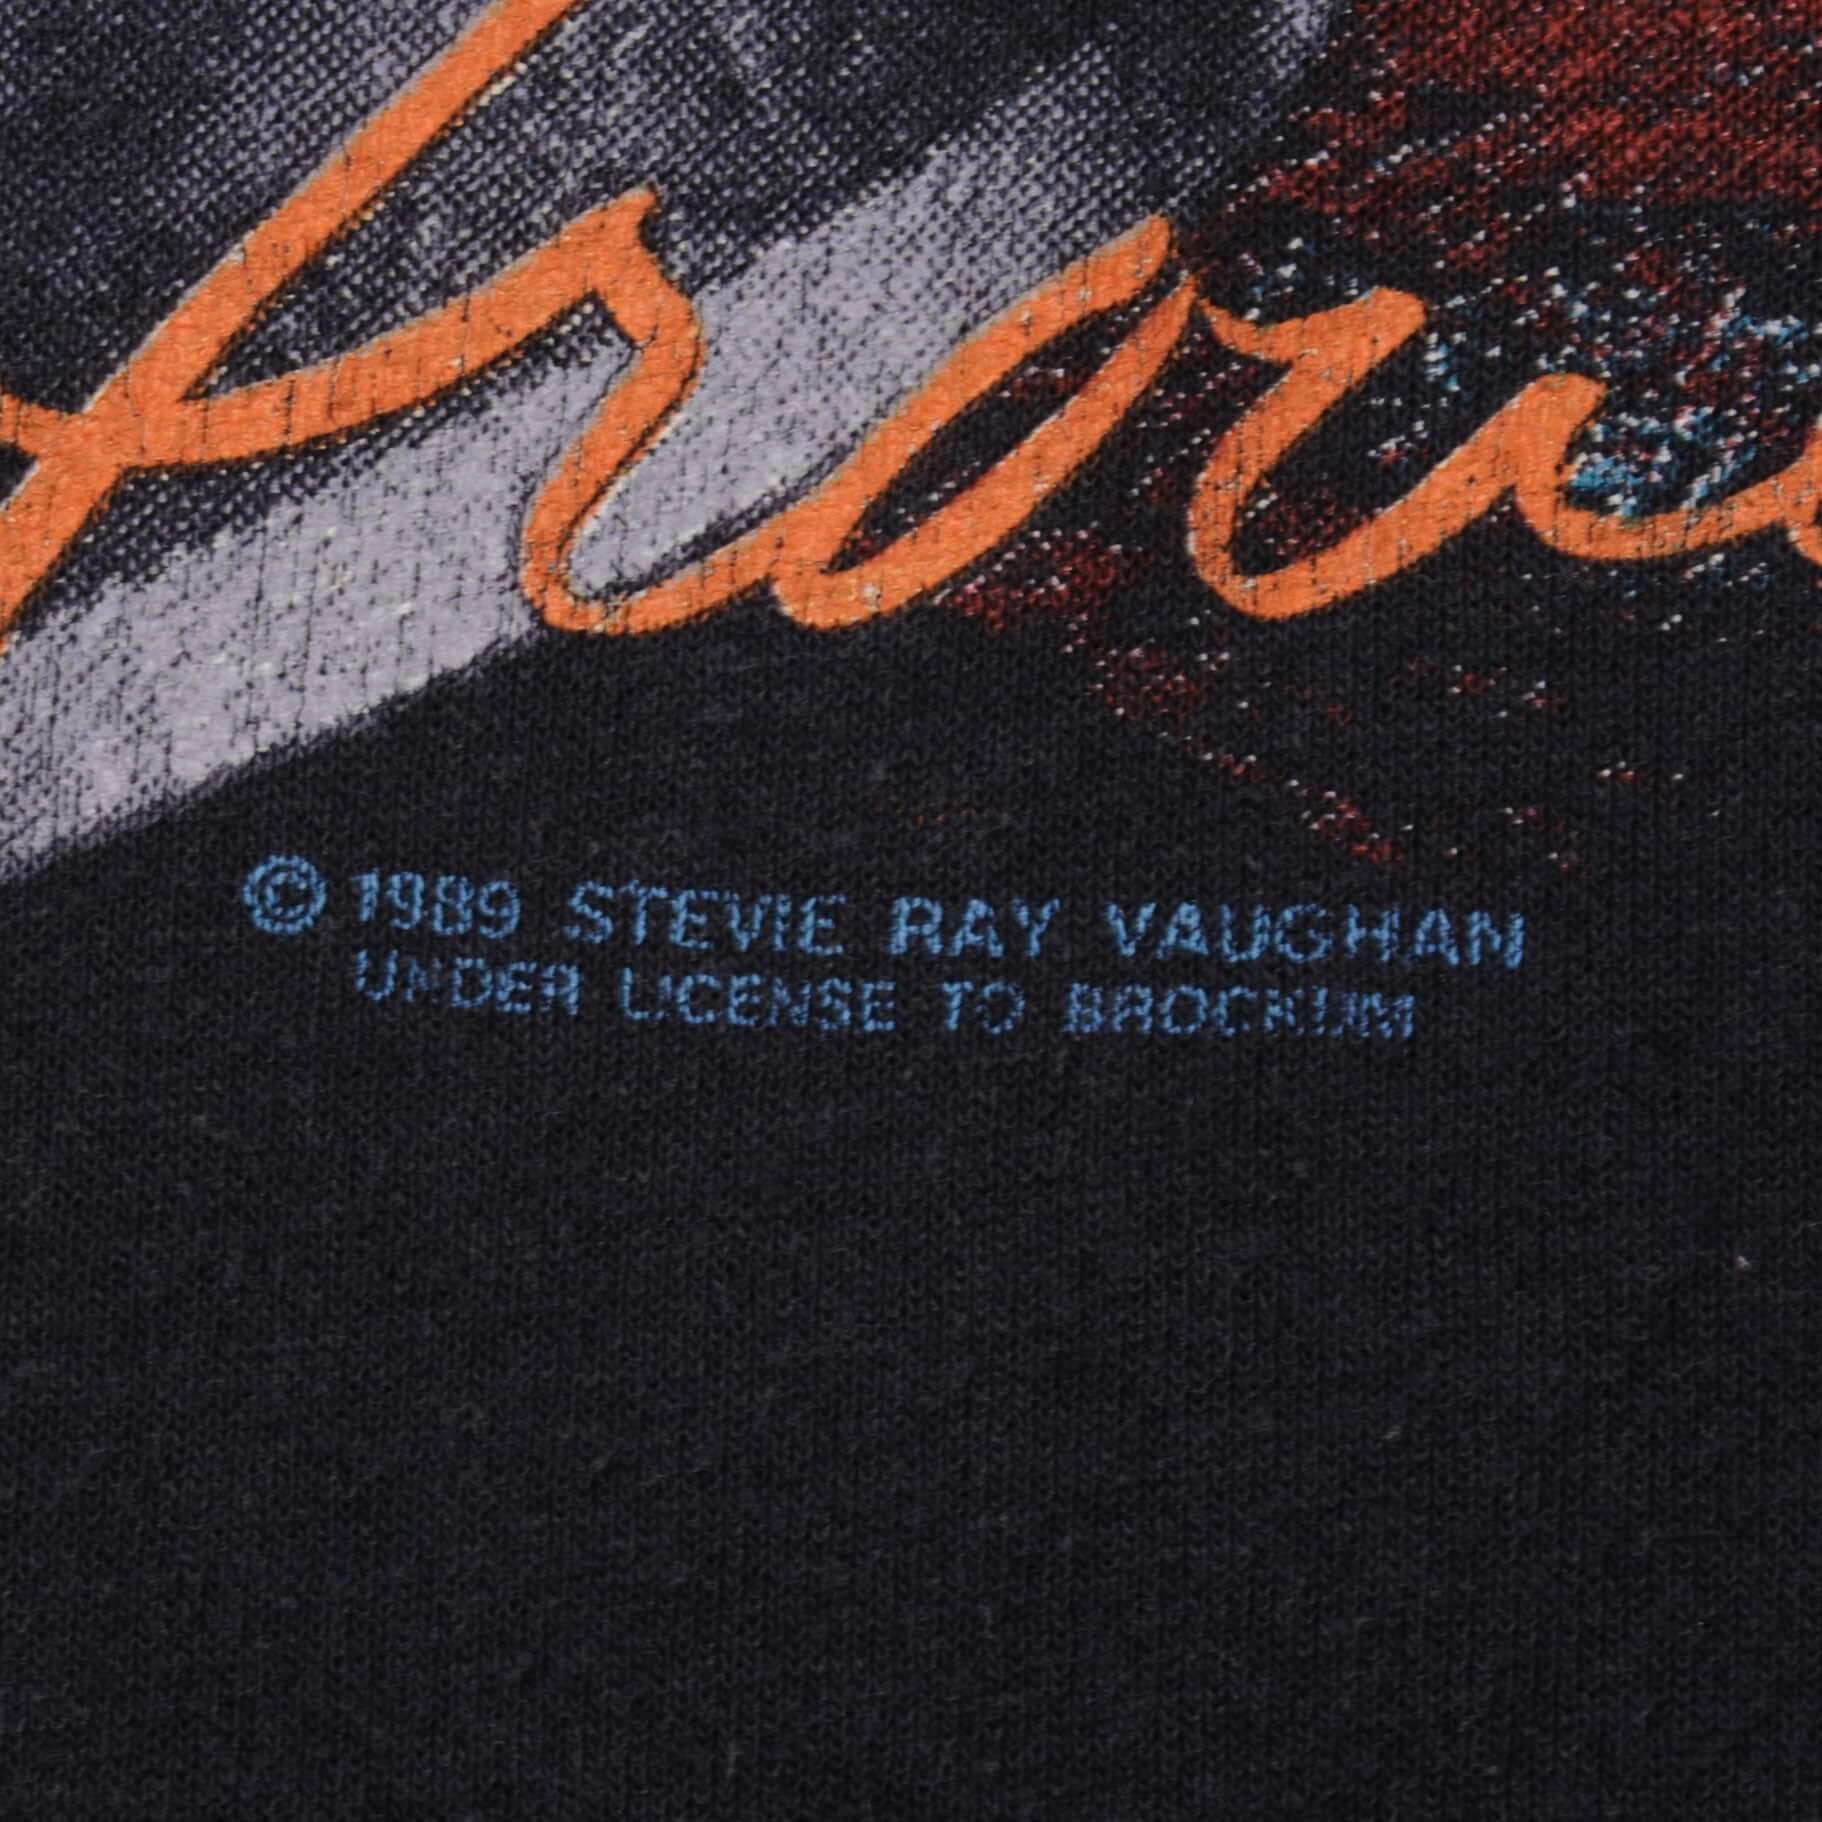 © 1989 STEVIE RAY VAUGHAN
UNDER LICENSE TO BROCKUM